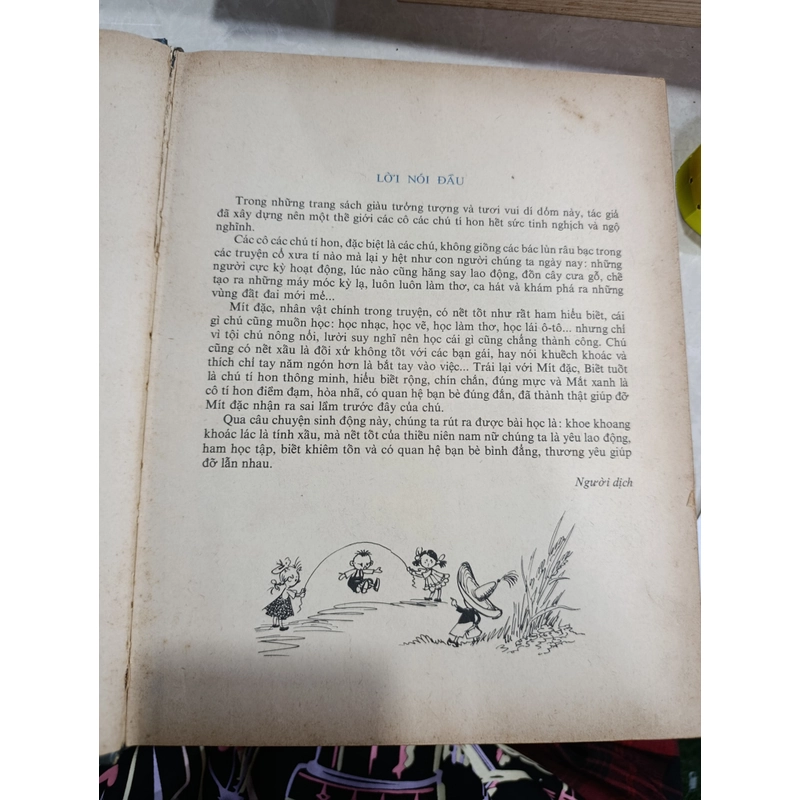 LỜI NÓI ĐẦU
Trong những trang sách giàu tưởng tượng và tươi vui dí dỏm này, tác giả
đã xây dựng nên một thế giới các cô các chú tí hon hết sức tinh nghịch và ngộ
nghĩnh.
Các cô các chú tí hon, đặc biệt là các chú, không giống các bác lùn râu bạc trong
các truyện cổ xưa tí nào mà lại y hệt như con người chúng ta ngày nay: những
người cực kỳ hoạt động, lúc nào cũng hăng say lao động, đốn cây cưa gỗ, chế
tạo ra những máy móc kỳ lạ, luôn luôn làm thơ, ca hát và khám phá ra những
vùng đất đai mới mẻ...
Mít đặc, nhân vật chính trong truyện, có nết tốt như rất ham hiểu biết, cái
gì chú cũng muốn học: học nhạc, học vẽ, học làm thơ, học lái ô-tô... nhưng chỉ
vì tội chú nông nổi, lười suy nghĩ nên học cái gì cũng chẳng thành công. Chú
cũng có nết xấu là đối xử không tốt với các bạn gái, hay nói khuếch khoác và
thích chỉ tay năm ngón hơn là bắt tay vào việc... Trái lại với Mít đặc, Biết tuốt
là chú tí hon thông minh, hiểu biết rộng, chín chắn, đúng mực và Mắt xanh là
cô tí hon điềm đạm, hòa nhã, có quan hệ bạn bè đúng đắn, đã thành thật giúp đỡ
Mít đặc nhận ra sai lầm trước đây của chú.
Qua câu chuyện sinh động này, chúng ta rút ra được bài học là: khoe khoang
khoác lác là tính xấu, mà nết tốt của thiếu niên nam nữ chúng ta là yêu lao động,
ham học tập, biết khiêm tốn và có quan hệ bạn bè bình đẳng, thương yêu giúp
đỡ lẫn nhau.
Người dịch